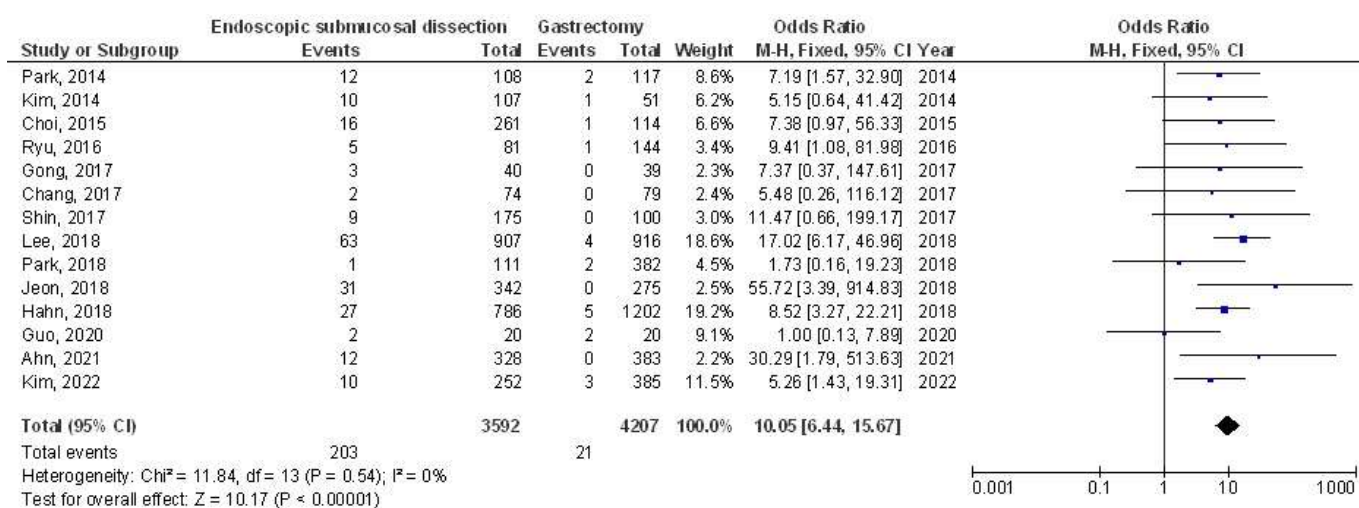 Endoscopic submucosal dissection Gastrectomy Odds Ratio Odds Ratio
Study or Subgroup Events Total Events Total Weight M-H, Fixed, 95% CI Year M-H, Fixed, 95% CI
Park, 2014 12 108 2 117 8.6% 7.19 [1.57, 32.90] 2014
Kim, 2014 10 107 1 51 6.2% 5.15 [0.64, 41.42] 2014
Choi, 2015 16 261 1 114 6.6% 7.38 [0.97, 56.33] 2015
Ryu, 2016 5 81 1 144 3.4% 9.41 [1.08, 81.98] 2016
Gong, 2017 3 40 0 39 2.3% 7.37 [0.37, 147.61] 2017
Chang, 2017 2 74 0 79 2.4% 5.48 [0.26, 116.12] 2017
Shin, 2017 9 175 0 100 3.0% 11.47 [0.66, 199.17] 2017
Lee, 2018 63 907 4 916 18.6% 17.02 [6.17, 46.96] 2018
Park, 2018 1 111 2 382 4.5% 1.73 [0.16, 19.23] 2018
Jeon, 2018 31 342 0 275 2.5% 55.72 [3.39, 914.83] 2018
Hahn, 2018 27 786 5 1202 19.2% 8.52 [3.27, 22.21] 2018
Guo, 2020 2 20 2 20 9.1% 1.00 [0.13, 7.89] 2020
Ahn, 2021 12 328 0 383 2.2% 30.29 [1.79, 513.63] 2021
Kim, 2022 10 252 3 385 11.5% 5.26 [1.43, 19.31] 2022
Total (95% CI) 3592 4207 100.0% 10.05 [6.44, 15.67]
Total events 203 21
Heterogeneity: Chi² = 11.84, df = 13 (P = 0.54); I² = 0%
Test for overall effect: Z = 10.17 (P < 0.00001)
0.001 0.1 1 10 1000